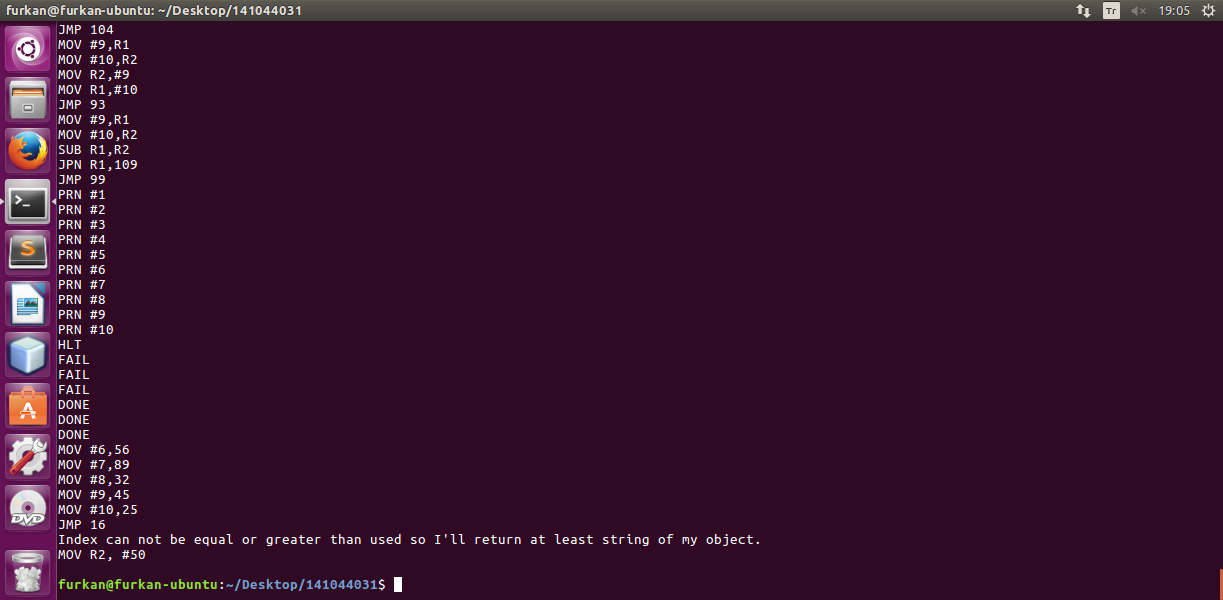 furkan@furkan-ubuntu: ~/Desktop/141044031
Tr
19:05
JMP 104
MOV #9,R1
MOV #10,R2
MOV R2,#9
MOV R1,#10
JMP 93
MOV #9,R1
MOV #10,R2
SUB R1,R2
JPN R1,109
JMP 99
PRN #1
PRN #2
PRN #3
PRN #4
PRN #5
PRN #6
PRN #7
PRN #8
PRN #9
PRN #10
HLT
FAIL
FAIL
FAIL
DONE
DONE
DONE
MOV #6,56
MOV #7,89
MOV #8,32
MOV #9,45
MOV #10,25
JMP 16
Index can not be equal or greater than used so I'll return at least string of my object.
MOV R2, #50
furkan@furkan-ubuntu:~/Desktop/141044031$
>_
S
A
DVD